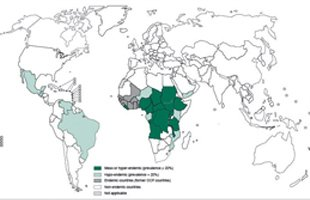 Meso or hyper-endemic (prevalence ≥ 20%)
Hypo-endemic (prevalence < 20%)
Endemic countries (former OCP countries)
Non-endemic countries
Not applicable